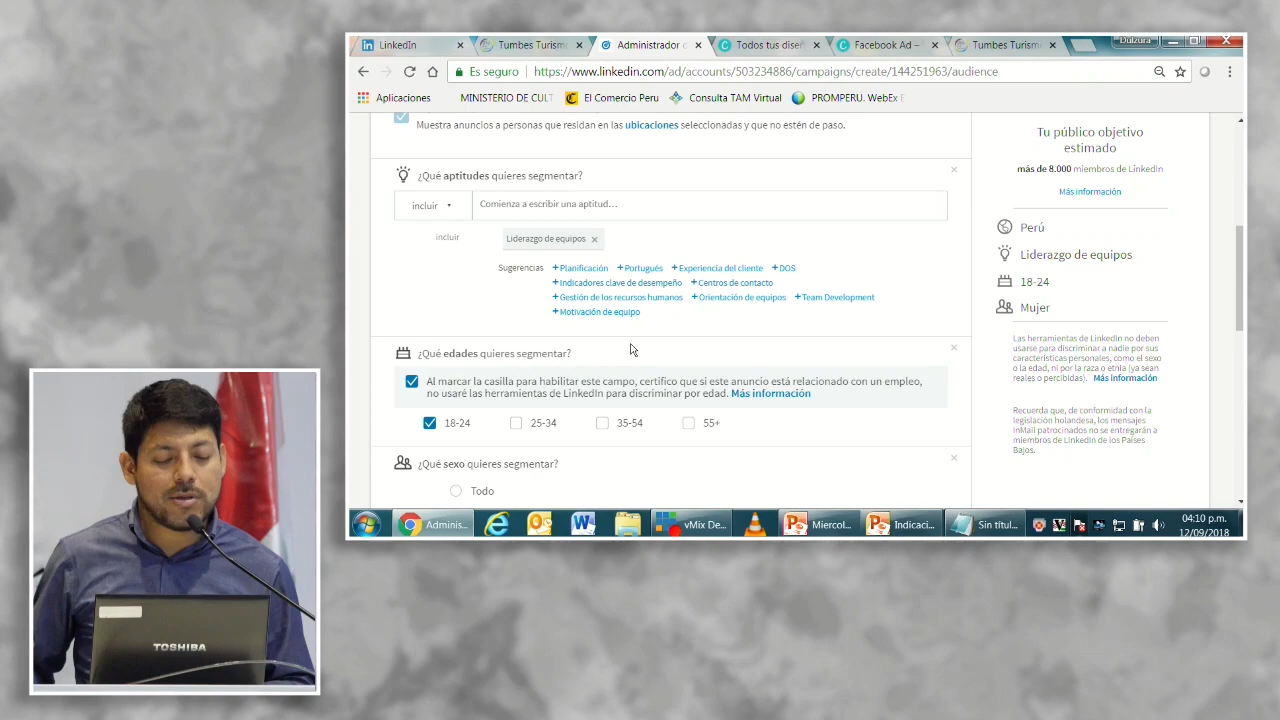 LinkedIn
Tumbes Turism
Administrador
Todos tus dise
Facebook Ad –
Tumbes Turism
Dulzura
Es seguro
https://www.linkedin.com/ad/accounts/503234886/campaigns/create/144251963/audience
Aplicaciones
MINISTERIO DE CULT
El Comercio Peru
Consulta TAM Virtual
PROMPERU. WebEx E
Muestra anuncios a personas que residan en las ubicaciones seleccionadas y que no estén de paso.
¿Qué aptitudes quieres segmentar?
incluir
Comienza a escribir una aptitud...
incluir
Liderazgo de equipos
Sugerencias
+Planificación +Portugués +Experiencia del cliente +DOS
+Indicadores clave de desempeño +Centros de contacto
+Gestión de los recursos humanos +Orientación de equipos +Team Development
+Motivación de equipo
¿Qué edades quieres segmentar?
Al marcar la casilla para habilitar este campo, certifico que si este anuncio está relacionado con un empleo,
no usaré las herramientas de LinkedIn para discriminar por edad. Más información
18-24 25-34 35-54 55+
¿Qué sexo quieres segmentar?
Todo
Tu público objetivo
estimado
más de 8.000 miembros de LinkedIn
Más información
Perú
Liderazgo de equipos
18-24
Mujer
Las herramientas de LinkedIn no deben
usarse para discriminar a nadie por sus
características personales, como el sexo
o la edad, ni por la raza o etnia (ya sean
reales o percibidas). Más información
Recuerda que, de conformidad con la
legislación holandesa, los mensajes
InMail patrocinados no se entregarán a
miembros de LinkedIn de los Países
Bajos.
Adminis...
vMix De...
Miercol...
Indicaci...
Sin títul...
04:10 p.m.
12/09/2018
TOSHIBA